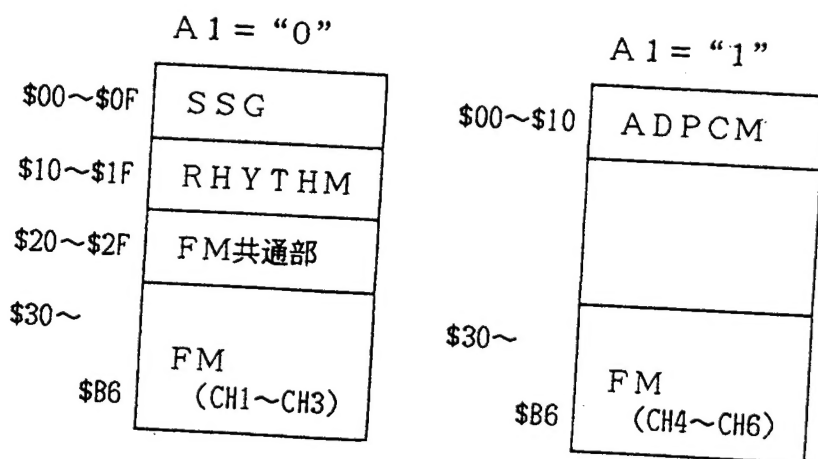 A1= “0”
$00～$0F SSG
$10～$1F RHYTHM
$20～$2F FM共通部
$30～
FM
$B6 (CH1～CH3)
A1= “1”
$00～$10 ADPCM
$30～
FM
$B6 (CH4～CH6)